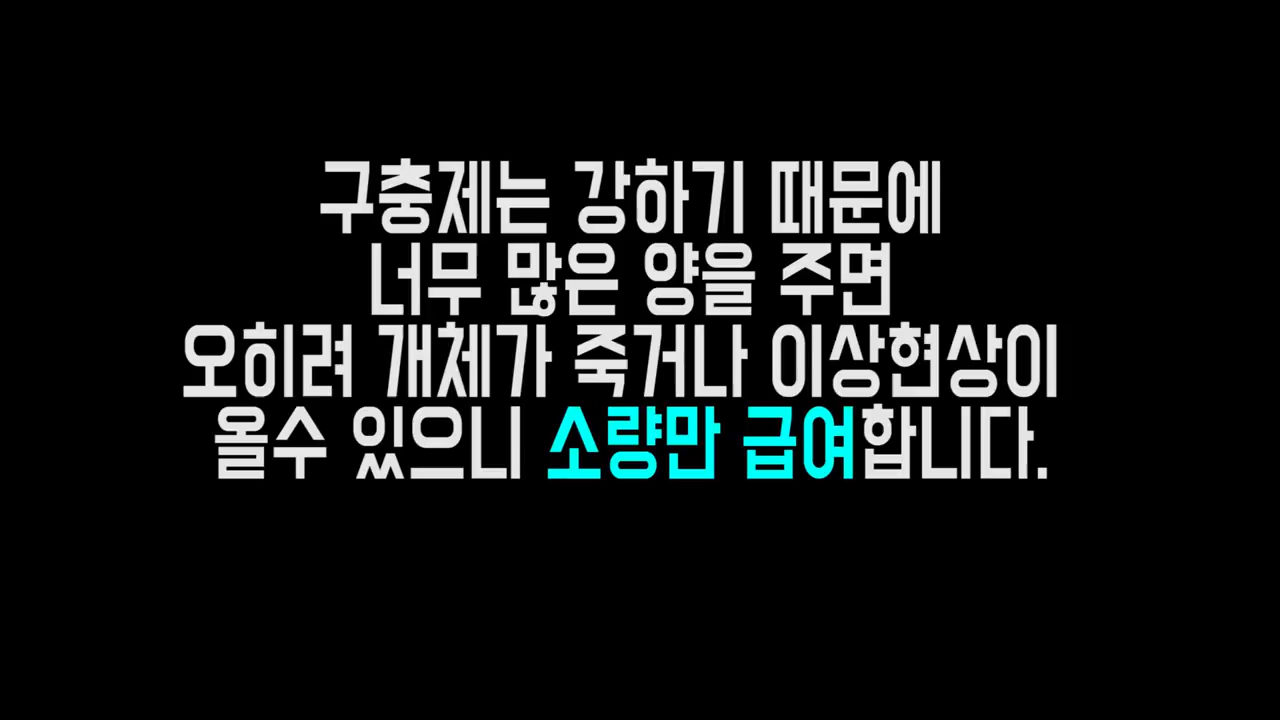 구충제는 강하기 때문에
너무 많은 양을 주면
오히려 개체가 죽거나 이상현상이
올수 있으니 소량만 급여합니다.